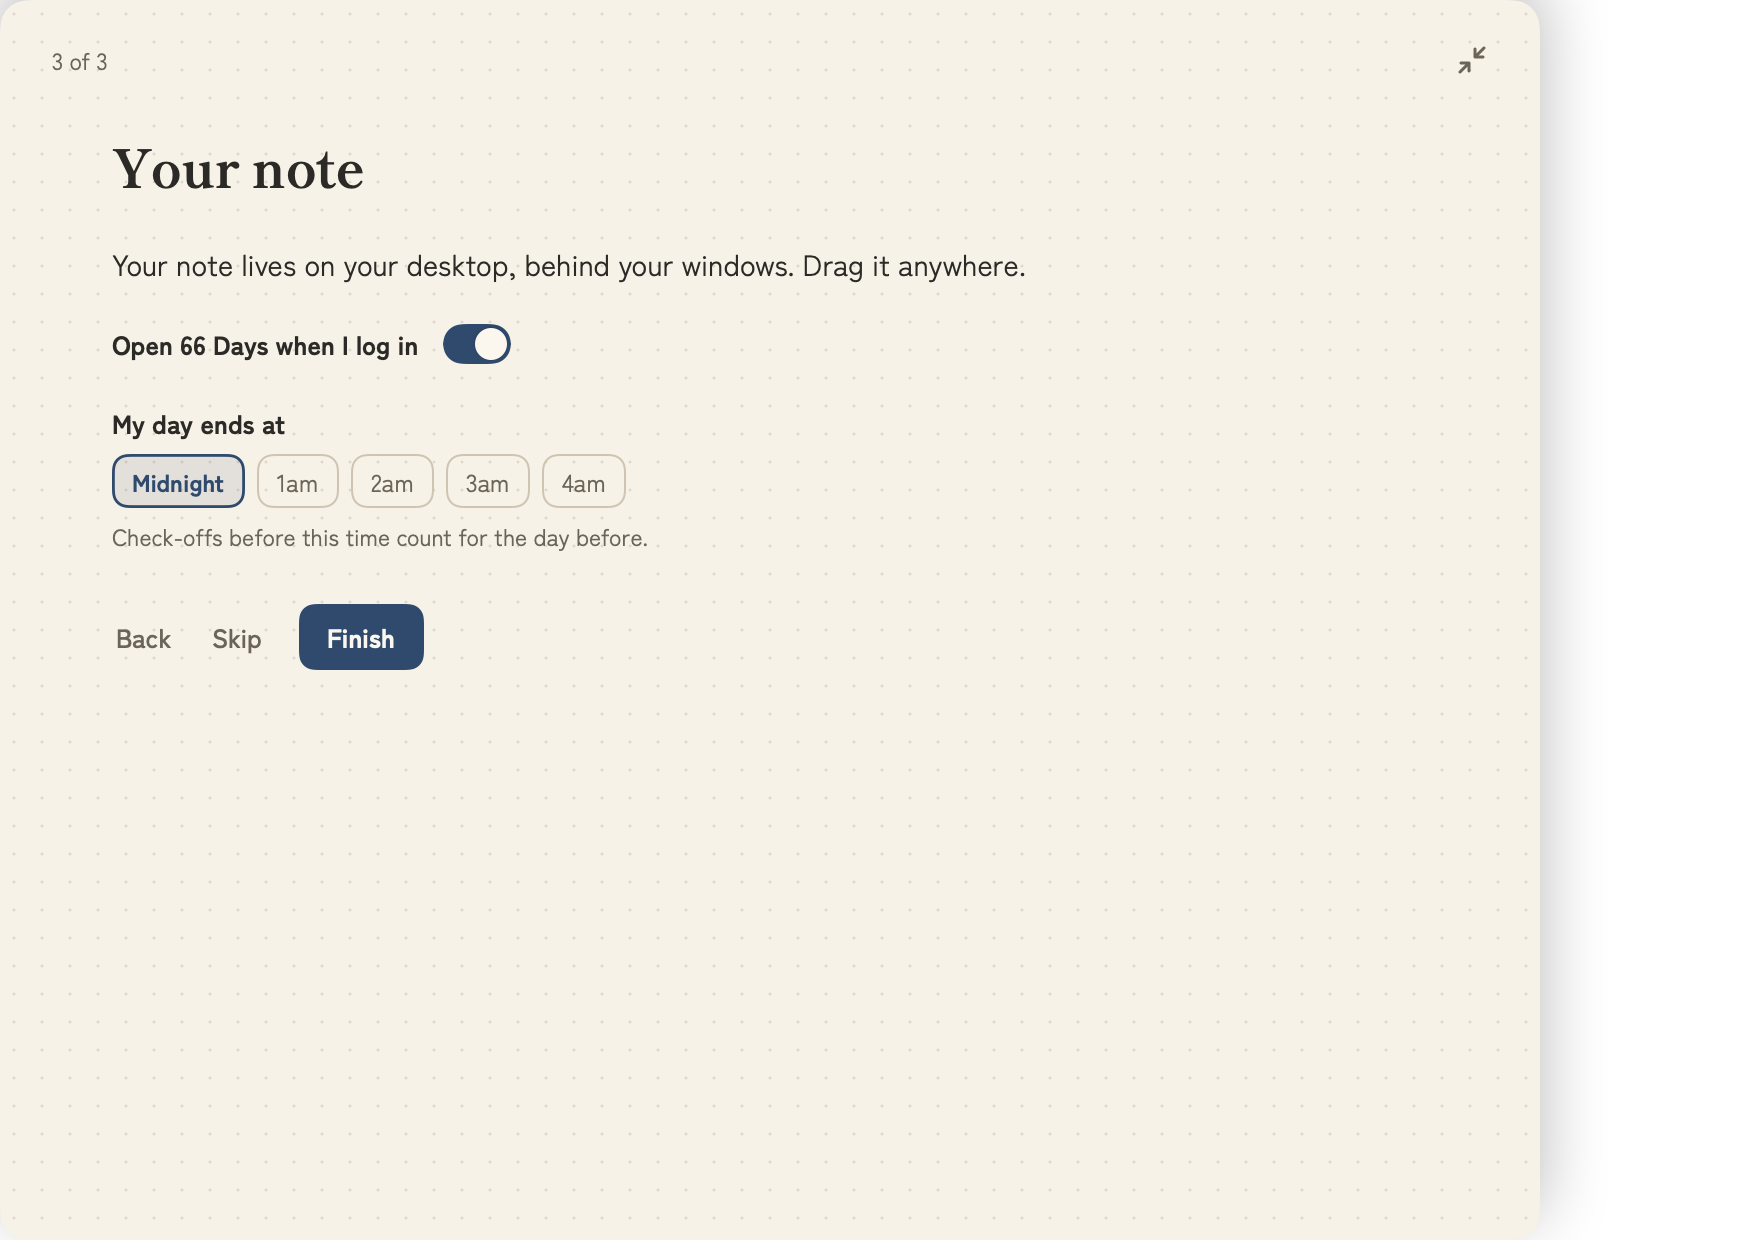 3 of 3
Your note
Your note lives on your desktop, behind your windows. Drag it anywhere.
Open 66 Days when I log in
My day ends at
Midnight 1am 2am 3am 4am
Check-offs before this time count for the day before.
Back Skip Finish